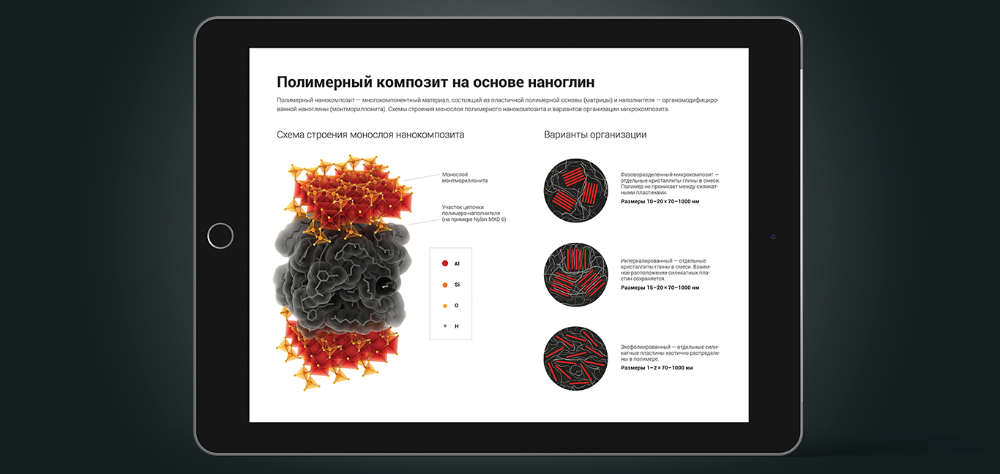 Полимерный композит на основе наноглин
Полимерный нанокомпозит — многокомпонентный материал, состоящий из пластичной полимерной основы (матрицы) и наполнителя — органомодифициро-
ванной наноглины (монтмориллонита). Схемы строения монослоя полимерного нанокомпозита и вариантов организации микрокомпозита.
Схема строения монослоя нанокомпозита
Монослой
монтмориллонита
Участок цепочки
полимера-наполнителя
(на примере Nylon MXD 6)
Al
Si
O
H
Варианты организации
Фазоворазделенный микрокомпозит —
отдельные кристаллиты глины в смеси.
Полимер не проникает между силикат-
ными пластинами.
Размеры 10–20 × 70–1000 нм
Интеркалированный — отдельные
кристаллиты глины в смеси. Взаим-
ное расположение силикатных пла-
стин сохраняется.
Размеры 15–20 × 70–1000 нм
Эксфолиированный — отдельные сили-
катные пластины хаотично распределе-
ны в полимере.
Размеры 1–2 × 70–1000 нм